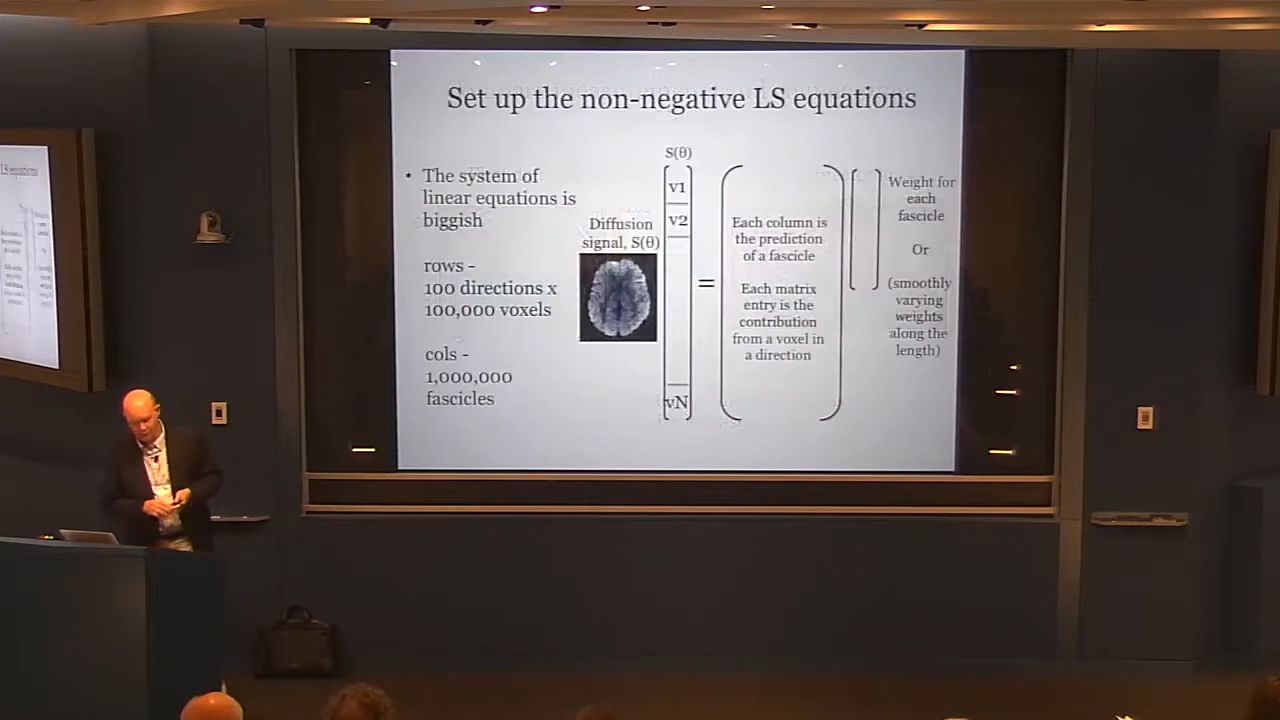 Set up the non-negative LS equations
• The system of
linear equations is
biggish
rows -
100 directions x
100,000 voxels
cols -
1,000,000
fascicles
Diffusion
signal, S(θ)
S(θ)
v1
v2
vN
=
Each column is
the prediction
of a fascicle
Each matrix
entry is the
contribution
from a voxel in
a direction
Weight for
each
fascicle
Or
(smoothly
varying
weights
along the
length)
LS equations